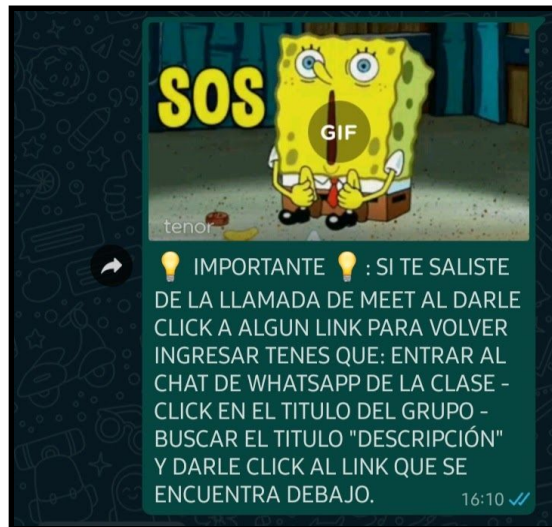 SOS
GIF
tenor
💡 IMPORTANTE 💡 : SI TE SALISTE
DE LA LLAMADA DE MEET AL DARLE
CLICK A ALGUN LINK PARA VOLVER
INGRESAR TENES QUE: ENTRAR AL
CHAT DE WHATSAPP DE LA CLASE -
CLICK EN EL TITULO DEL GRUPO -
BUSCAR EL TITULO "DESCRIPCIÓN"
Y DARLE CLICK AL LINK QUE SE
ENCUENTRA DEBAJO.
16:10